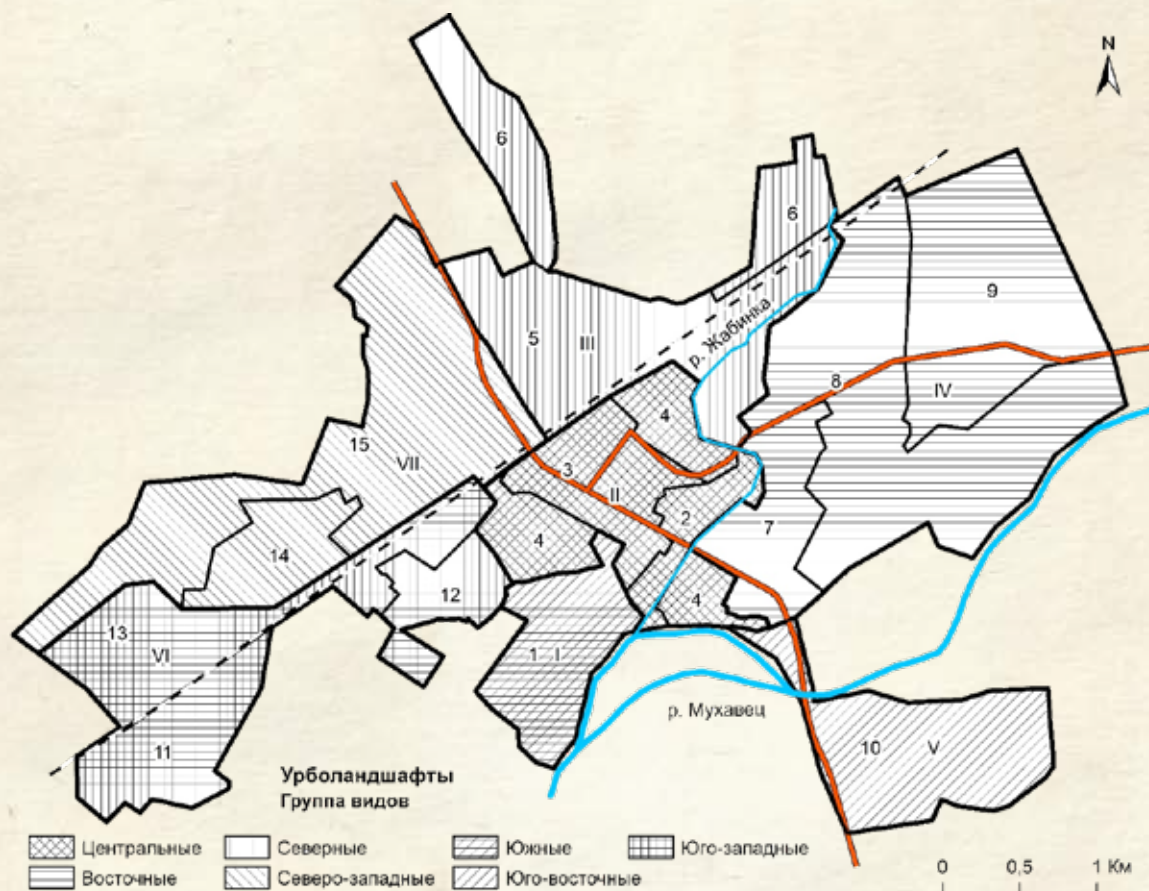 N
6
6
9
5
III
р. Жабинка
8
IV
4
15
VII
3
II
2
4
7
14
12
4
13
VI
1 I
р. Мухавец
11
10 V
Урболандшафты
Группа видов
Центральные Северные Южные Юго-западные
Восточные Северо-западные Юго-восточные
0 0,5 1 Км